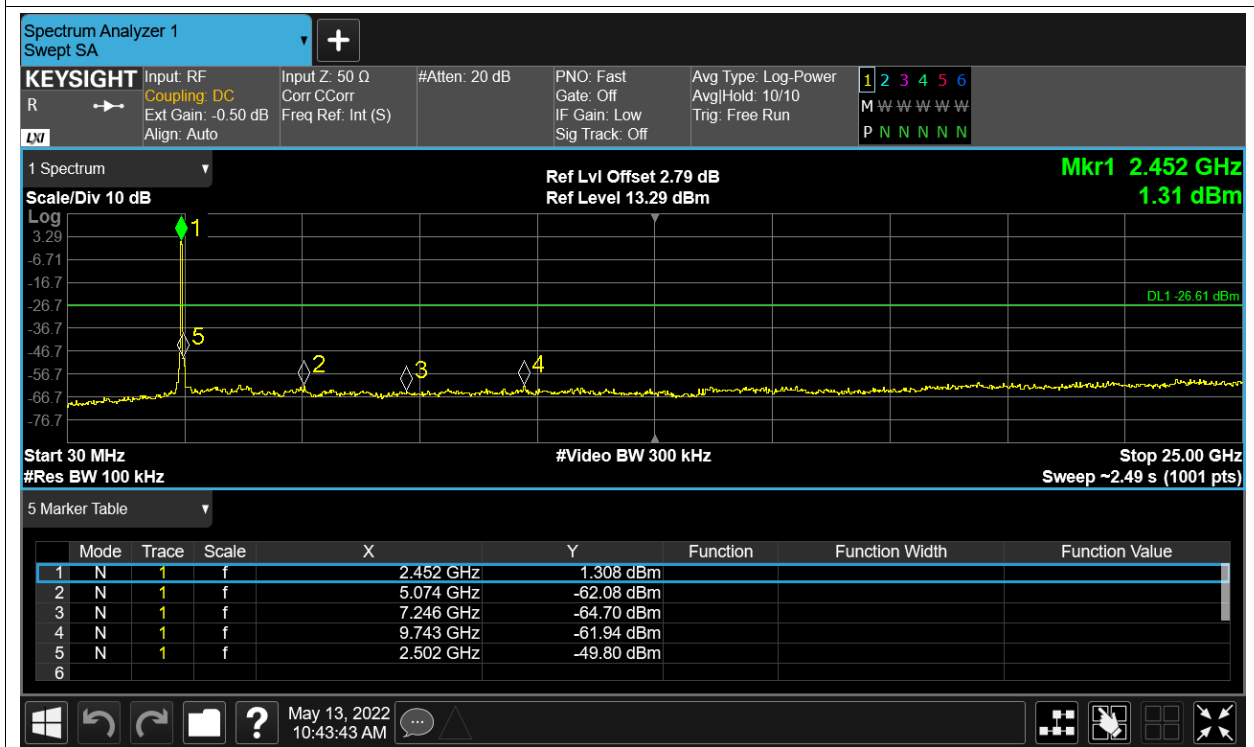 Spectrum Analyzer 1
Swept SA
+
KEYSIGHT Input: RF Input Z: 50 Ω #Atten: 20 dB PNO: Fast Avg Type: Log-Power 1 2 3 4 5 6
R Coupling: DC Corr CCorr Gate: Off Avg|Hold: 10/10 M W W W W W
Ext Gain: -0.50 dB Freq Ref: Int (S) IF Gain: Low Trig: Free Run
LXI Align: Auto Sig Track: Off P N N N N N
1 Spectrum Ref Lvl Offset 2.79 dB Mkr1 2.452 GHz
Scale/Div 10 dB Ref Level 13.29 dBm 1.31 dBm
Log
1
3.29
-6.71
-16.7
DL1 -26.61 dBm
-26.7
-36.7
5
-46.7
2 3 4
-56.7
-66.7
-76.7
Start 30 MHz #Video BW 300 kHz Stop 25.00 GHz
#Res BW 100 kHz Sweep ~2.49 s (1001 pts)
5 Marker Table
Mode Trace Scale X Y Function Function Width Function Value
1 N 1 f 2.452 GHz 1.308 dBm
2 N 1 f 5.074 GHz -62.08 dBm
3 N 1 f 7.246 GHz -64.70 dBm
4 N 1 f 9.743 GHz -61.94 dBm
5 N 1 f 2.502 GHz -49.80 dBm
6
? May 13, 2022
10:43:43 AM